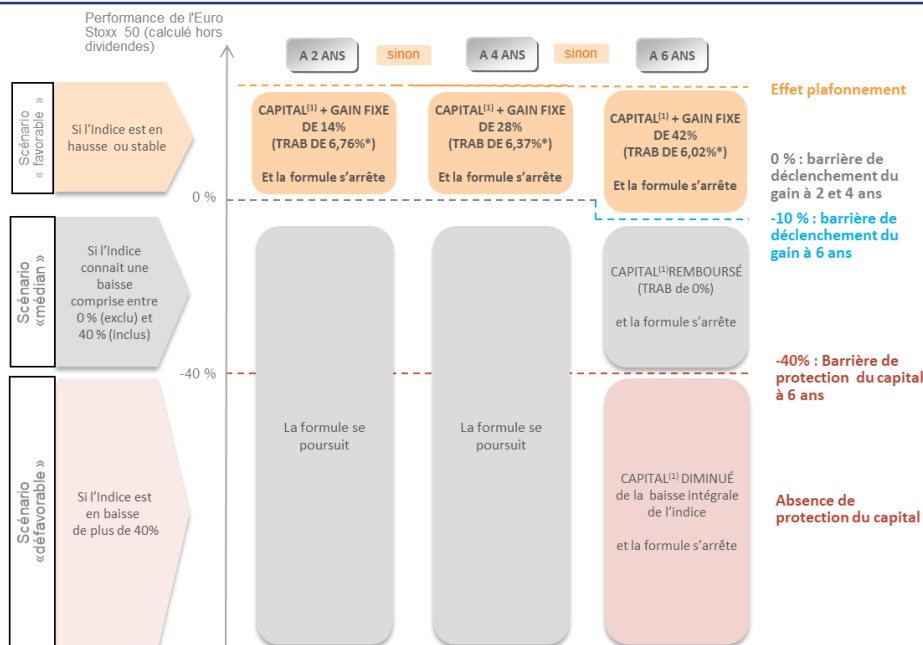 Performance de l'Euro
Stoxx 50 (calculé hors
dividendes)
A 2 ANS
sinon
A 4 ANS
sinon
A 6 ANS
Effet plafonnement
Scénario
« favorable »
Si l'Indice est en
hausse ou stable
CAPITAL(1) + GAIN FIXE
DE 14%
(TRAB DE 6,76%*)
Et la formule s'arrête
CAPITAL(1) + GAIN FIXE
DE 28%
(TRAB DE 6,37%*)
Et la formule s'arrête
CAPITAL(1) + GAIN FIXE
DE 42%
(TRAB DE 6,02%*)
Et la formule s'arrête
0 % : barrière de
déclenchement du
gain à 2 et 4 ans
0 %
-10 % : barrière de
déclenchement du
gain à 6 ans
Scénario
«médian »
Si l'Indice
connait une
baisse
comprise entre
0 % (exclu) et
40 % (inclus)
CAPITAL(1)REMBOURSÉ
(TRAB de 0%)
et la formule s'arrête
-40 %
-40% : Barrière de
protection du capital
à 6 ans
Scénario
«défavorable »
Si l'Indice est
en baisse
de plus de 40%
La formule se
poursuit
La formule se
poursuit
CAPITAL(1) DIMINUÉ
de la baisse intégrale
de l'indice
et la formule s'arrête
Absence de
protection du capital